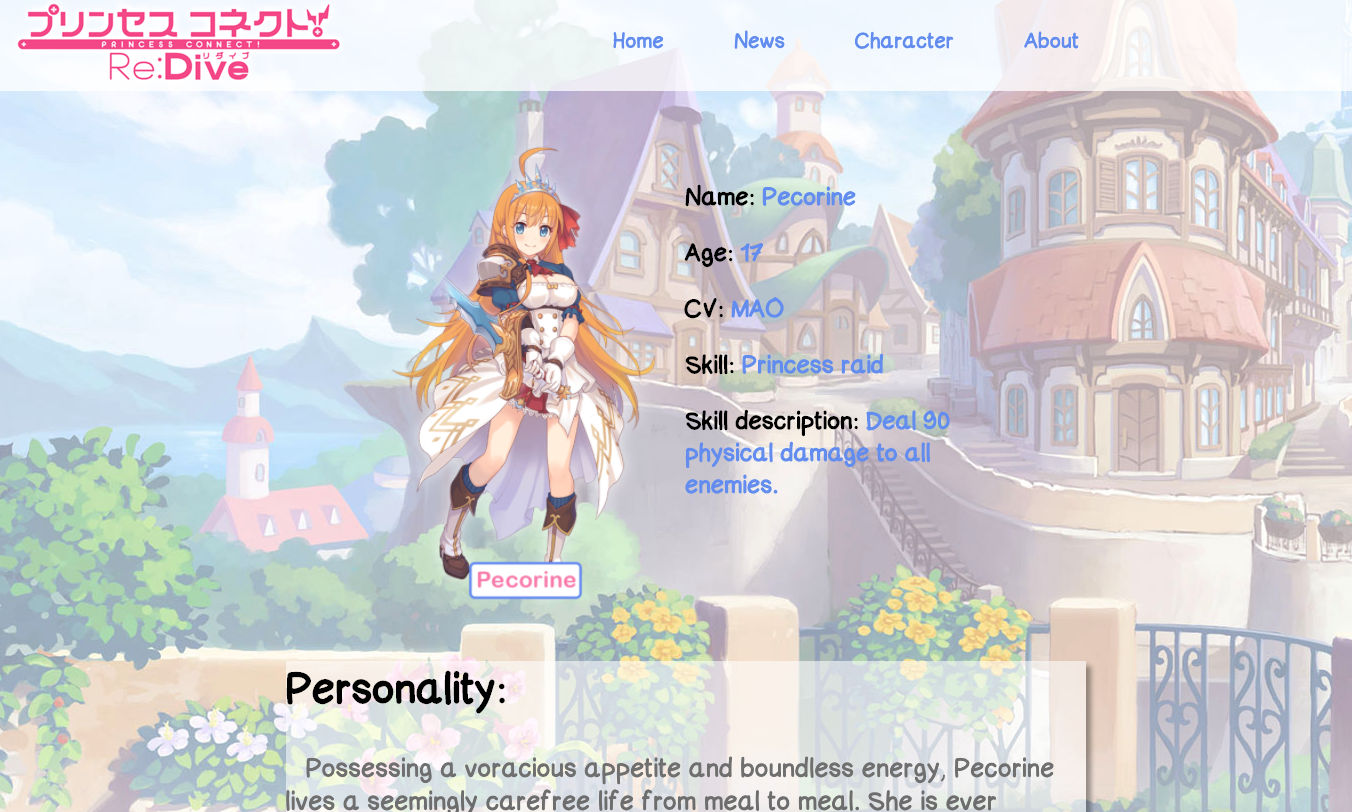 プリンセス コネクト!
PRINCESS CONNECT!
リダイブ
Re:Dive
Home News Character About
Name: Pecorine
Age: 17
CV: MAO
Skill: Princess raid
Skill description: Deal 90
physical damage to all
enemies.
Pecorine
Personality:
Possessing a voracious appetite and boundless energy, Pecorine
lives a seemingly carefree life from meal to meal. She is ever